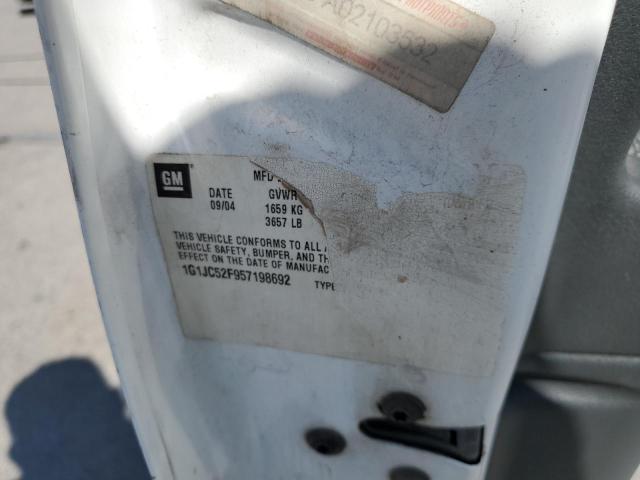 A02103532
GM
MFD
DATE GVWR
09/04 1659 KG
3657 LB
THIS VEHICLE CONFORMS TO ALL
VEHICLE SAFETY, BUMPER, AND TH
EFFECT ON THE DATE OF MANUFAC
1G1JC52F957198692 TYPE